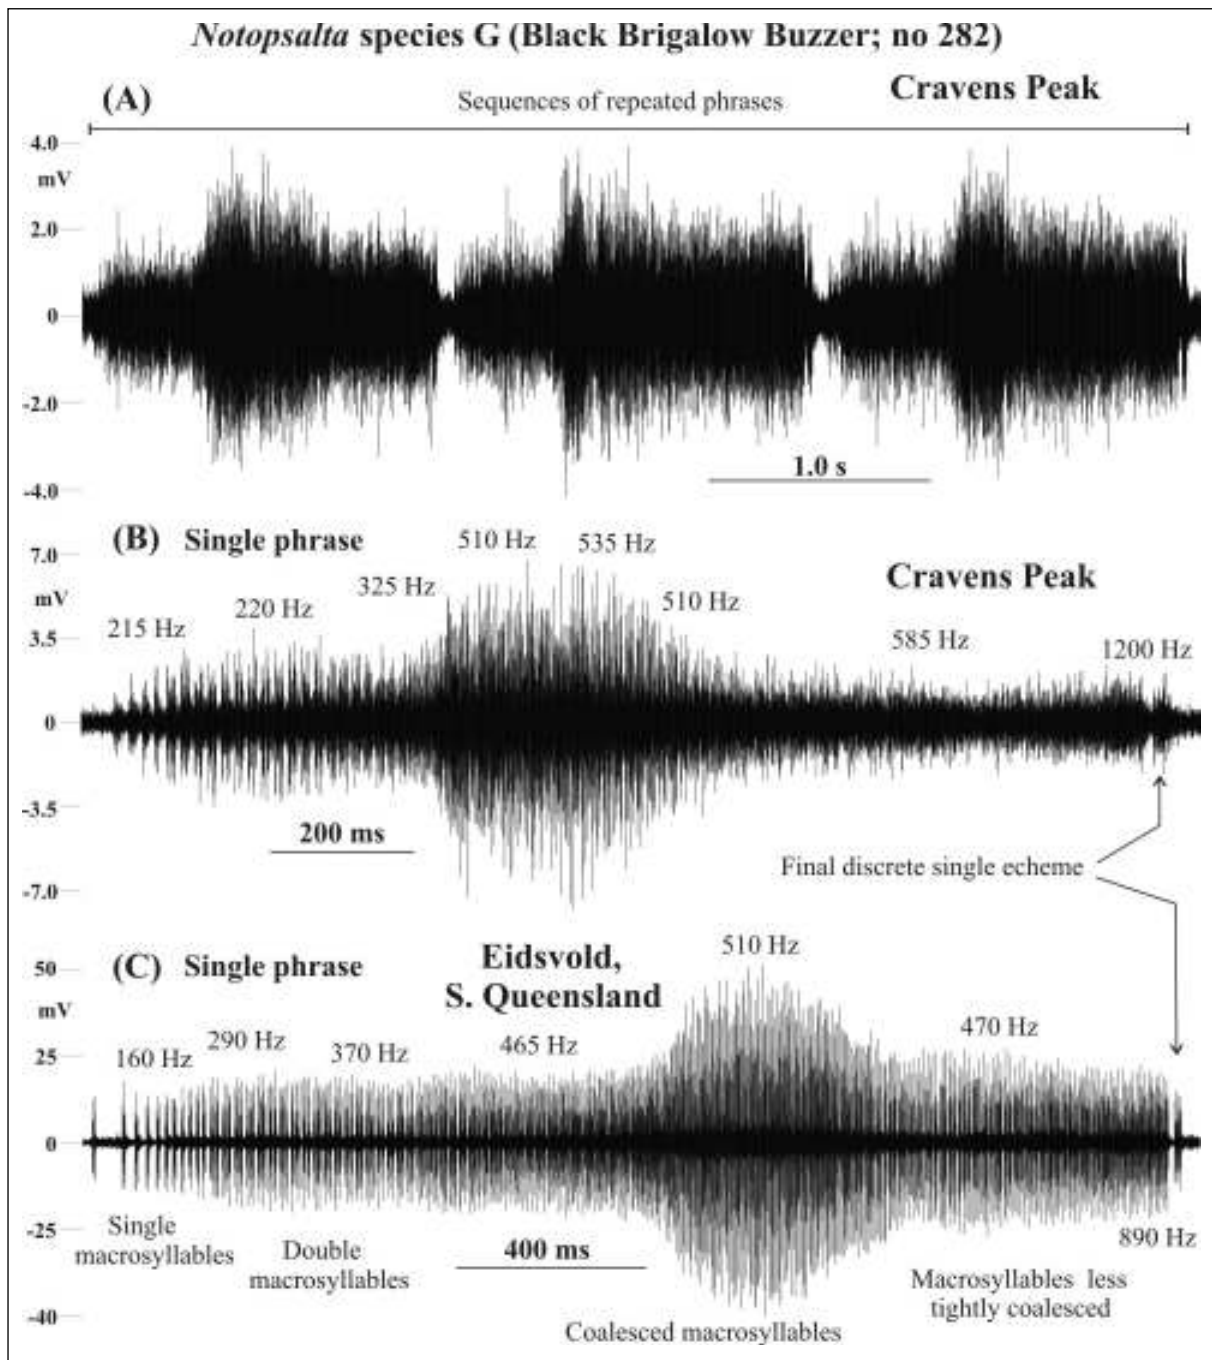 Notopsalta species G (Black Brigalow Buzzer; no 282)
(A)
Sequences of repeated phrases
Cravens Peak
4.0
mV
2.0
0
-2.0
-4.0
1.0 s
(B) Single phrase
510 Hz
535 Hz
Cravens Peak
7.0
mV
325 Hz
510 Hz
220 Hz
215 Hz
3.5
585 Hz
1200 Hz
0
-3.5
200 ms
Final discrete single echeme
-7.0
(C) Single phrase
Eidsvold,
S. Queensland
510 Hz
50
mV
160 Hz
290 Hz
370 Hz
465 Hz
470 Hz
25
0
-25
Single
macrosyllables
Double
macrosyllables
400 ms
890 Hz
Macrosyllables less
tightly coalesced
-40
Coalesced macrosyllables